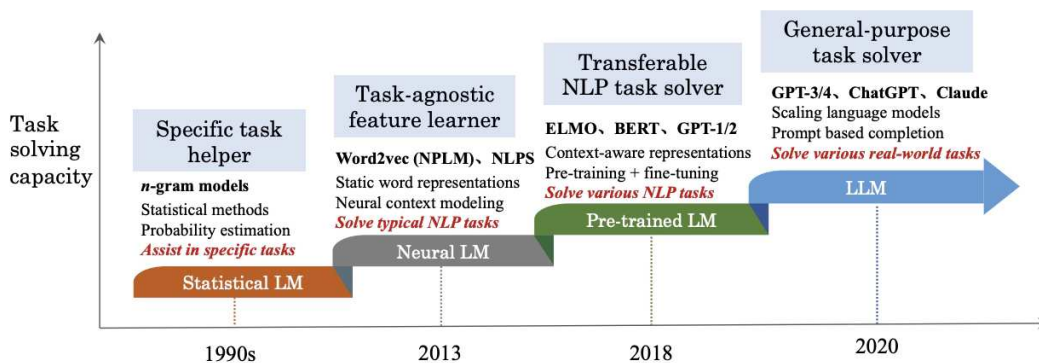 Task
solving
capacity
Specific task
helper
n-gram models
Statistical methods
Probability estimation
Assist in specific tasks
Statistical LM
1990s
Task-agnostic
feature learner
Word2vec (NPLM)、NLPS
Static word representations
Neural context modeling
Solve typical NLP tasks
Neural LM
2013
Transferable
NLP task solver
ELMO、BERT、GPT-1/2
Context-aware representations
Pre-training + fine-tuning
Solve various NLP tasks
Pre-trained LM
2018
General-purpose
task solver
GPT-3/4、ChatGPT、Claude
Scaling language models
Prompt based completion
Solve various real-world tasks
LLM
2020